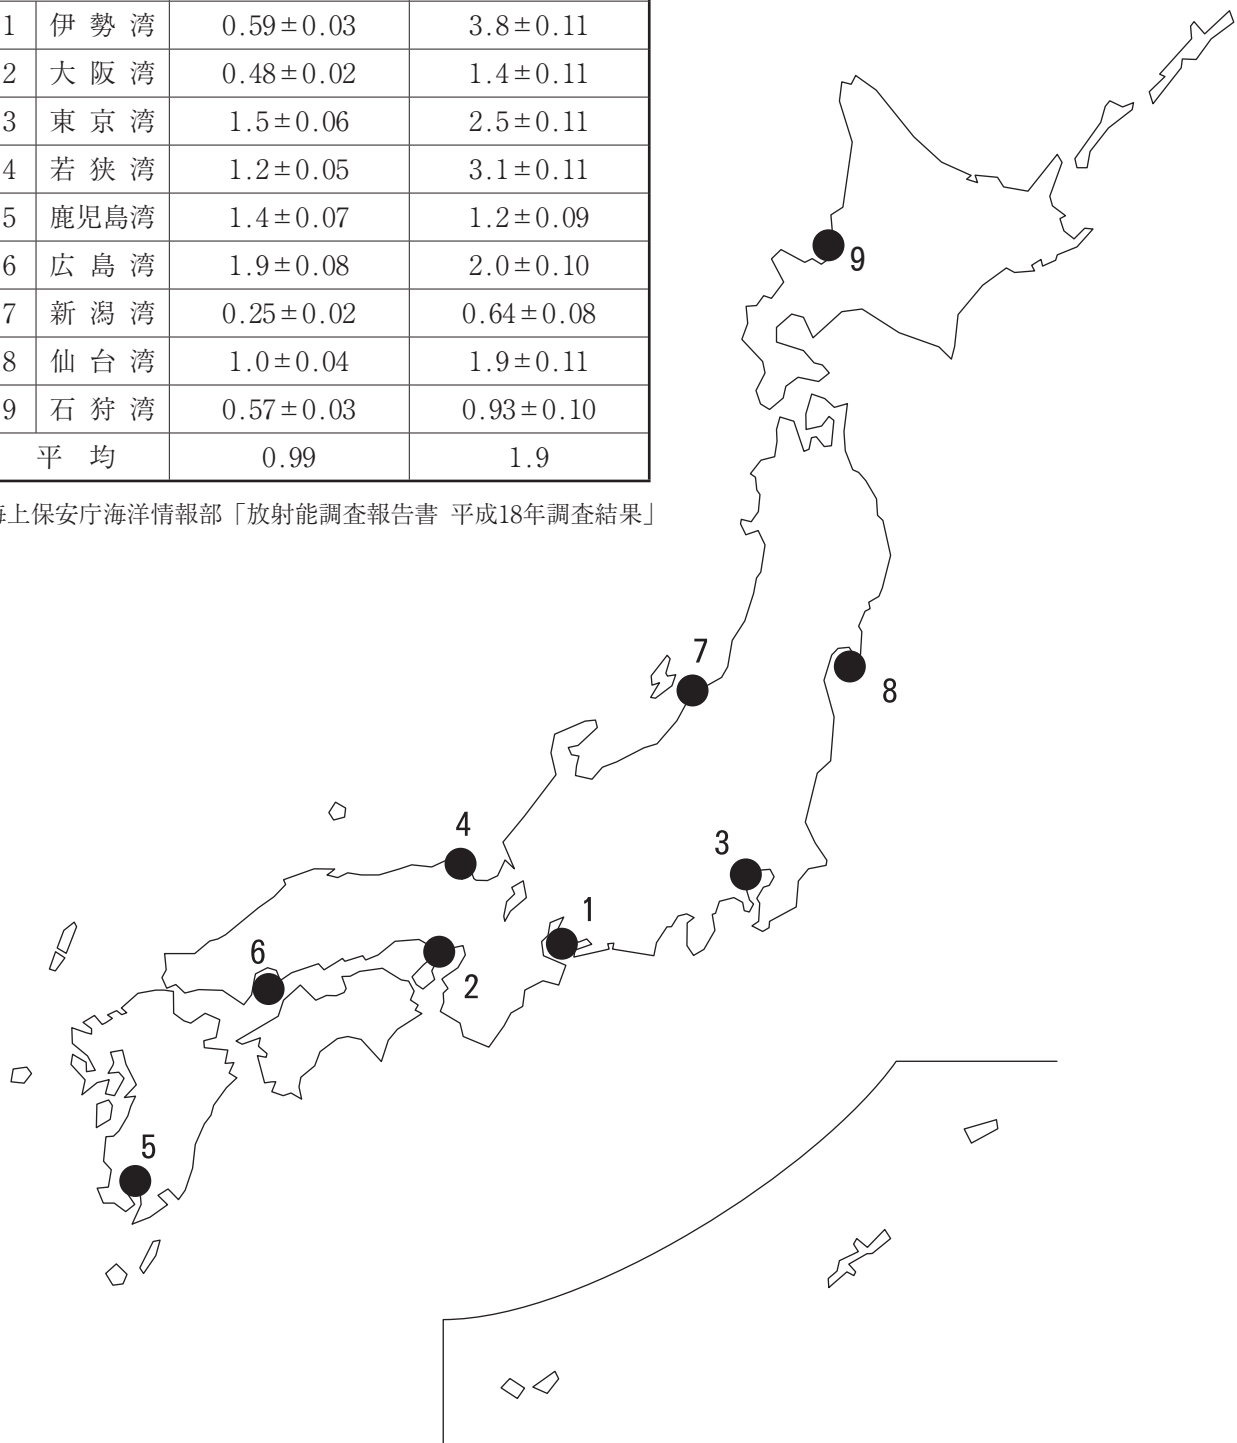 1 伊勢湾 0.59±0.03 3.8±0.11
2 大阪湾 0.48±0.02 1.4±0.11
3 東京湾 1.5±0.06 2.5±0.11
4 若狭湾 1.2±0.05 3.1±0.11
5 鹿児島湾 1.4±0.07 1.2±0.09
6 広島湾 1.9±0.08 2.0±0.10
7 新潟湾 0.25±0.02 0.64±0.08
8 仙台湾 1.0±0.04 1.9±0.11
9 石狩湾 0.57±0.03 0.93±0.10
平均 0.99 1.9
上保安庁海洋情報部「放射能調査報告書 平成18年調査結果」
9
7
8
4
3
1
6
2
5